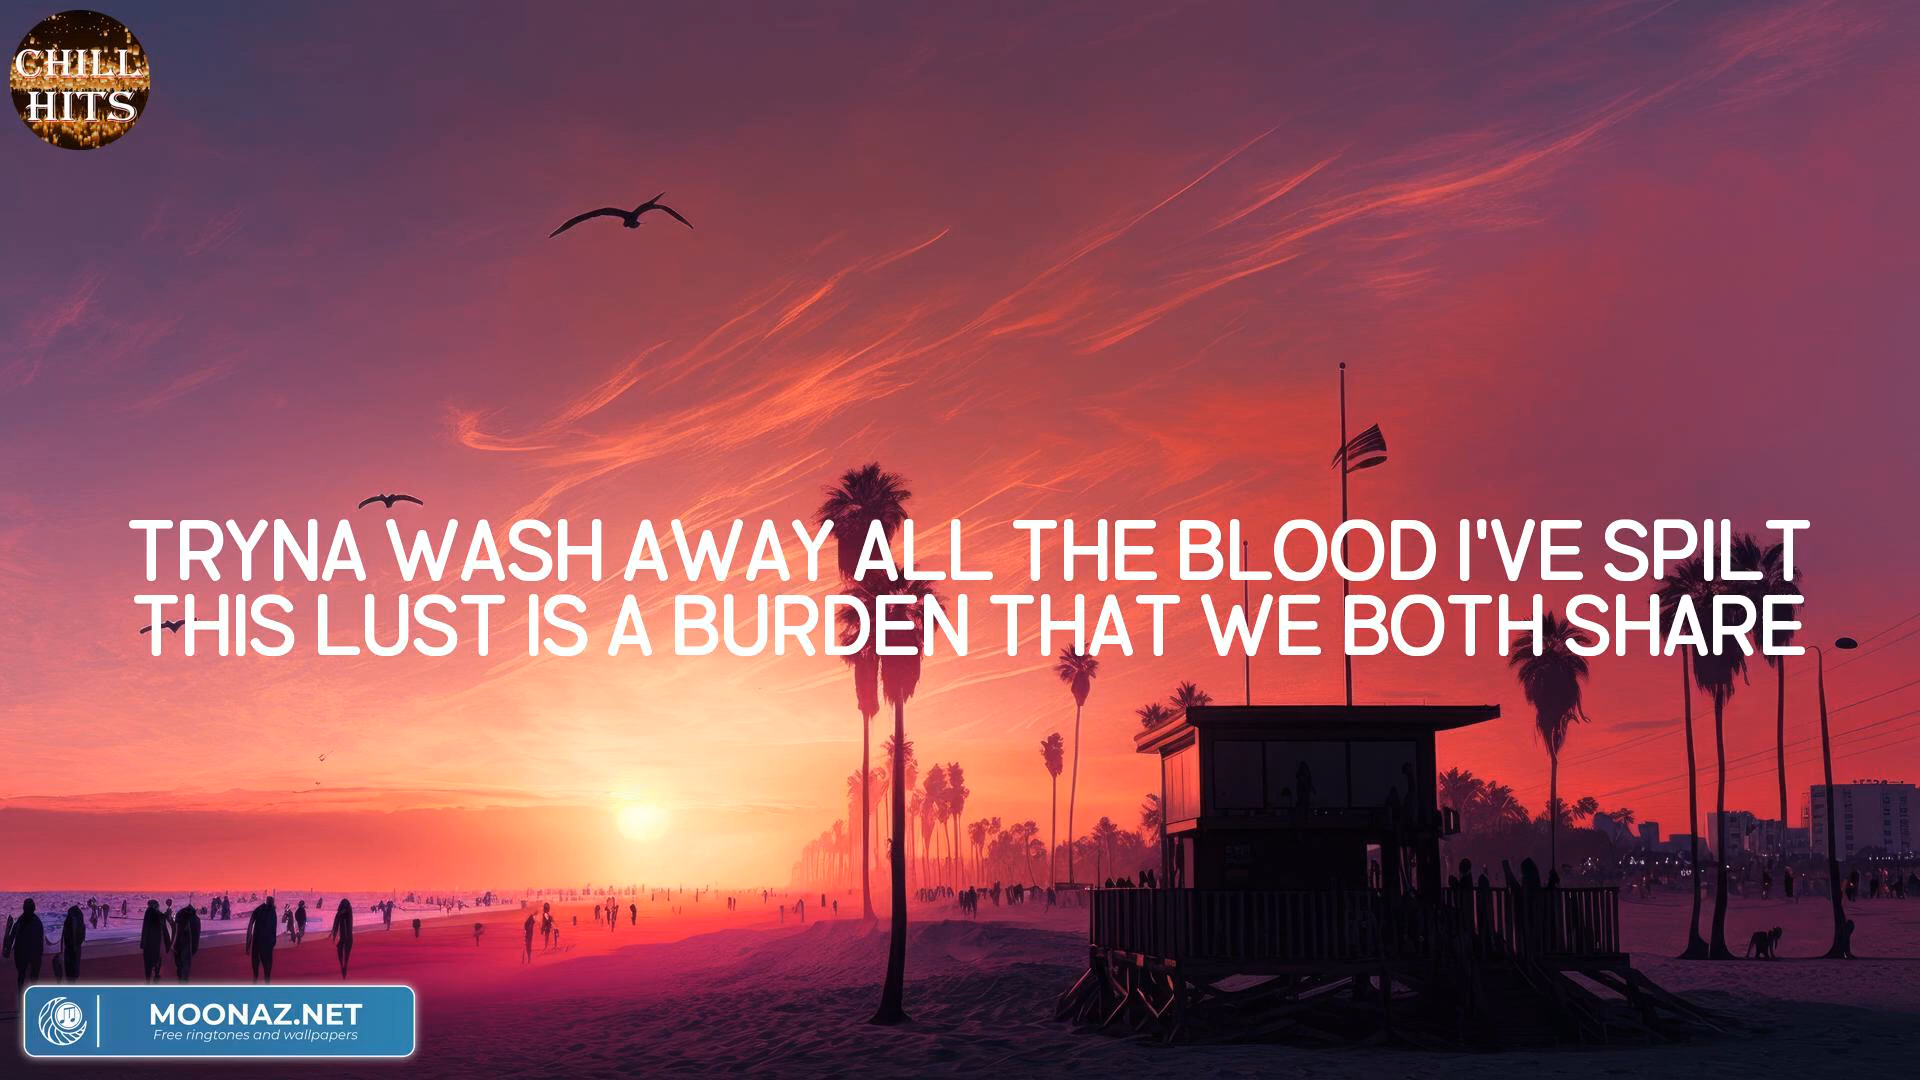 CHILL
HITS
TRYNA WASH AWAY ALL THE BLOOD I'VE SPILT
THIS LUST IS A BURDEN THAT WE BOTH SHARE
MOONAZ.NET
Free ringtones and wallpapers